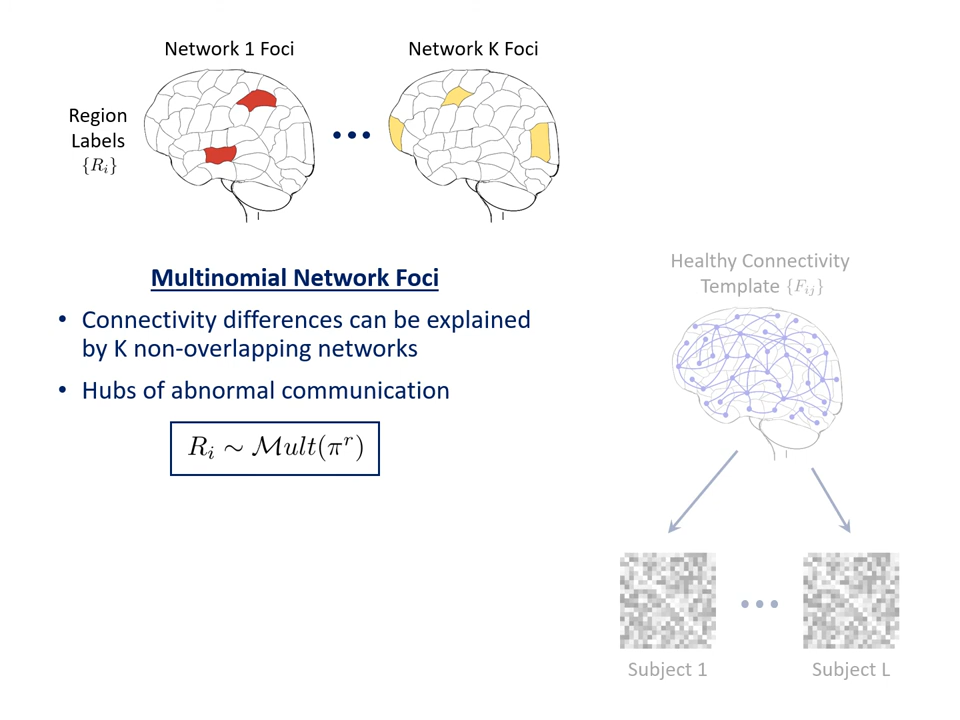 Network 1 Foci
Network K Foci
Region
Labels
{R_i}
Multinomial Network Foci
• Connectivity differences can be explained
by K non-overlapping networks
• Hubs of abnormal communication
R_i ∼ Mult(π^r)
Healthy Connectivity
Template {F_ij}
Subject 1
Subject L